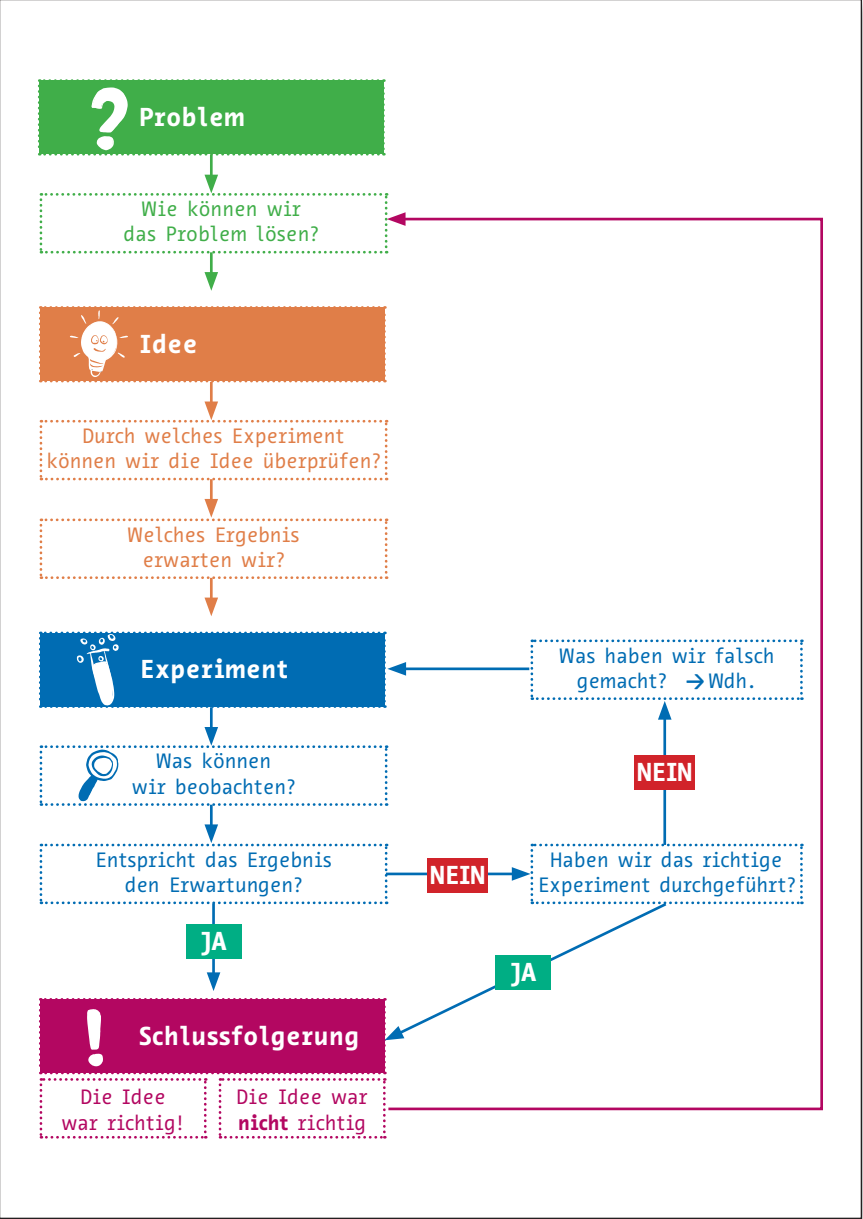 Problem
Wie können wir
das Problem lösen?
Idee
Durch welches Experiment
können wir die Idee überprüfen?
Welches Ergebnis
erwarten wir?
Experiment
Was haben wir falsch
gemacht? → Wdh.
Was können
wir beobachten?
NEIN
Entspricht das Ergebnis
den Erwartungen?
NEIN
Haben wir das richtige
Experiment durchgeführt?
JA
JA
Schlussfolgerung
Die Idee
war richtig!
Die Idee war
nicht richtig